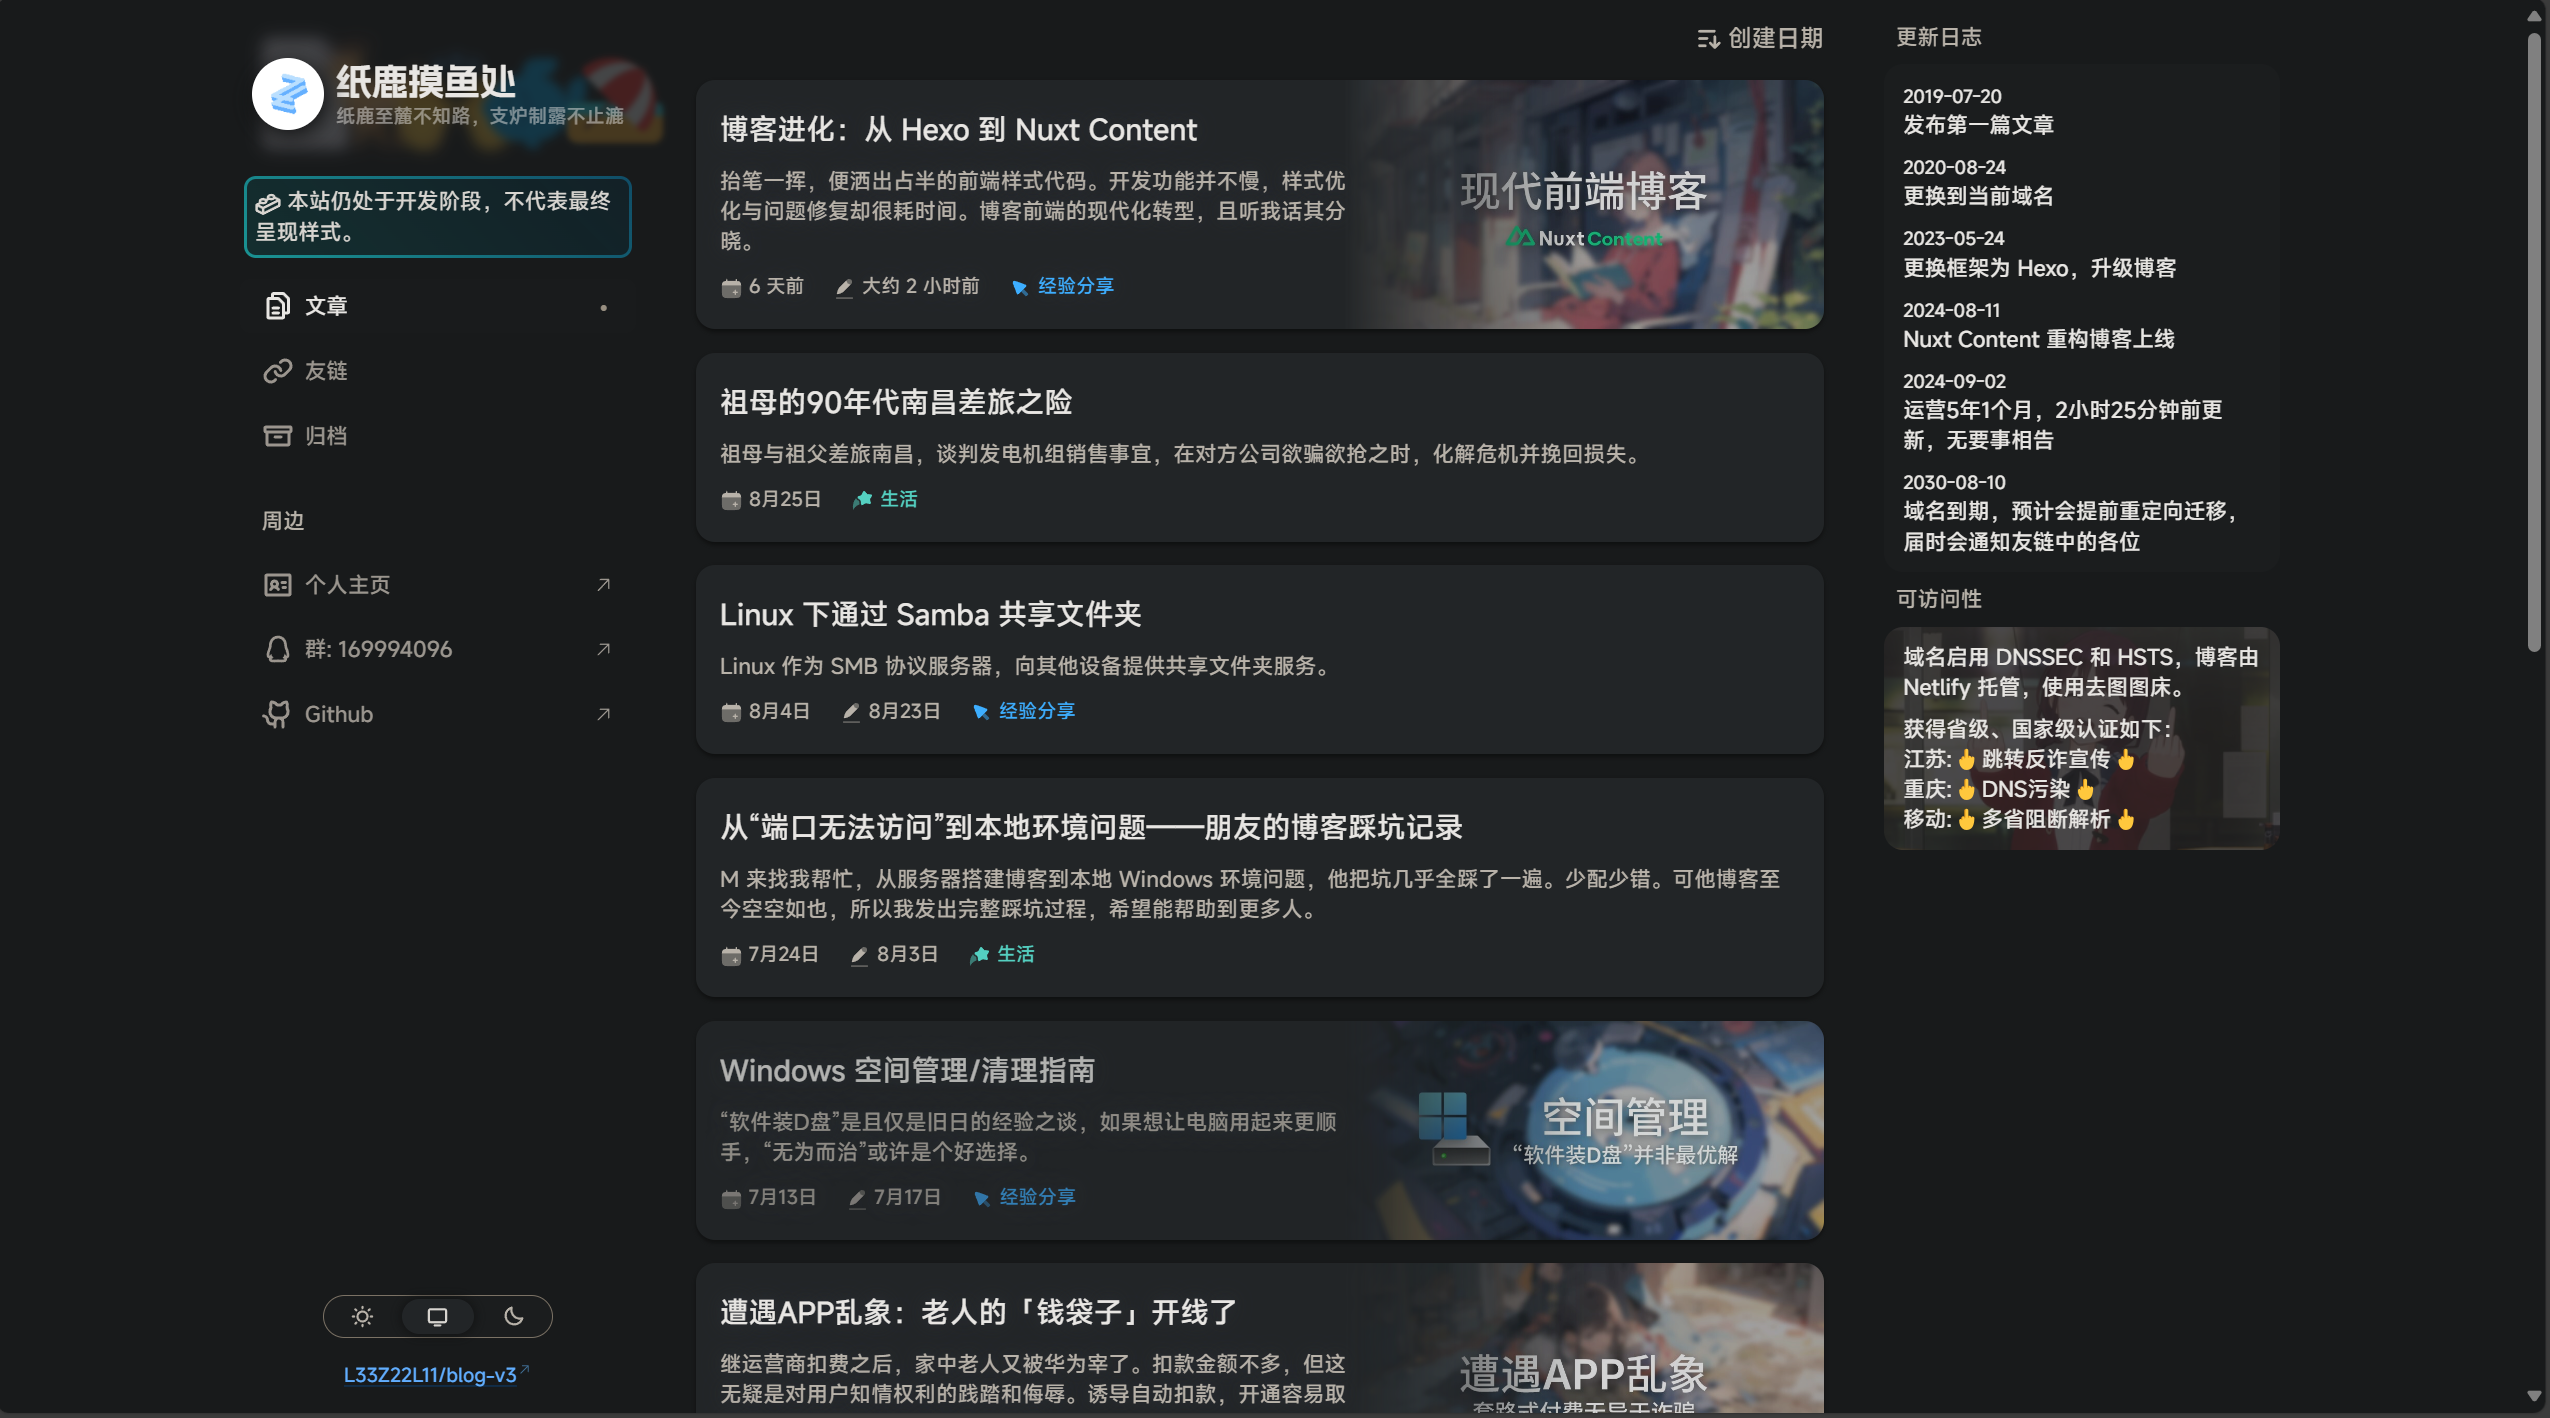 纸鹿摸鱼处
纸鹿至麓不知路，支炉制露不止漉
本站仍处于开发阶段，不代表最终
呈现样式。
文章
友链
归档
周边
个人主页
群: 169994096
Github
L33Z22L11/blog-v3
创建日期
博客进化：从 Hexo 到 Nuxt Content
抬笔一挥，便洒出占半的前端样式代码。开发功能并不慢，样式优
化与问题修复却很耗时间。博客前端的现代化转型，且听我话其分
晓。
6 天前 大约 2 小时前 经验分享
现代前端博客
Nuxt Content
祖母的90年代南昌差旅之险
祖母与祖父差旅南昌，谈判发电机组销售事宜，在对方公司欲骗欲抢之时，化解危机并挽回损失。
8月25日 生活
Linux 下通过 Samba 共享文件夹
Linux 作为 SMB 协议服务器，向其他设备提供共享文件夹服务。
8月4日 8月23日 经验分享
从“端口无法访问”到本地环境问题——朋友的博客踩坑记录
M 来找我帮忙，从服务器搭建博客到本地 Windows 环境问题，他把坑几乎全踩了一遍。少配少错。可他博客至
今空空如也，所以我发出完整踩坑过程，希望能帮助到更多人。
7月24日 8月3日 生活
Windows 空间管理/清理指南
“软件装D盘”是且仅是旧日的经验之谈，如果想让电脑用起来更顺
手，“无为而治”或许是个好选择。
7月13日 7月17日 经验分享
空间管理
“软件装D盘”并非最优解
遭遇APP乱象：老人的「钱袋子」开线了
继运营商扣费之后，家中老人又被华为宰了。扣款金额不多，但这
无疑是对用户知情权利的践踏和侮辱。诱导自动扣款，开通容易取
遭遇APP乱象
套路式付费无异于诈骗
更新日志
2019-07-20
发布第一篇文章
2020-08-24
更换到当前域名
2023-05-24
更换框架为 Hexo，升级博客
2024-08-11
Nuxt Content 重构博客上线
2024-09-02
运营5年1个月，2小时25分钟前更
新，无要事相告
2030-08-10
域名到期，预计会提前重定向迁移，
届时会通知友链中的各位
可访问性
域名启用 DNSSEC 和 HSTS，博客由
Netlify 托管，使用去图图床。
获得省级、国家级认证如下：
江苏:🖕跳转反诈宣传🖕
重庆:🖕DNS污染🖕
移动:🖕多省阻断解析🖕